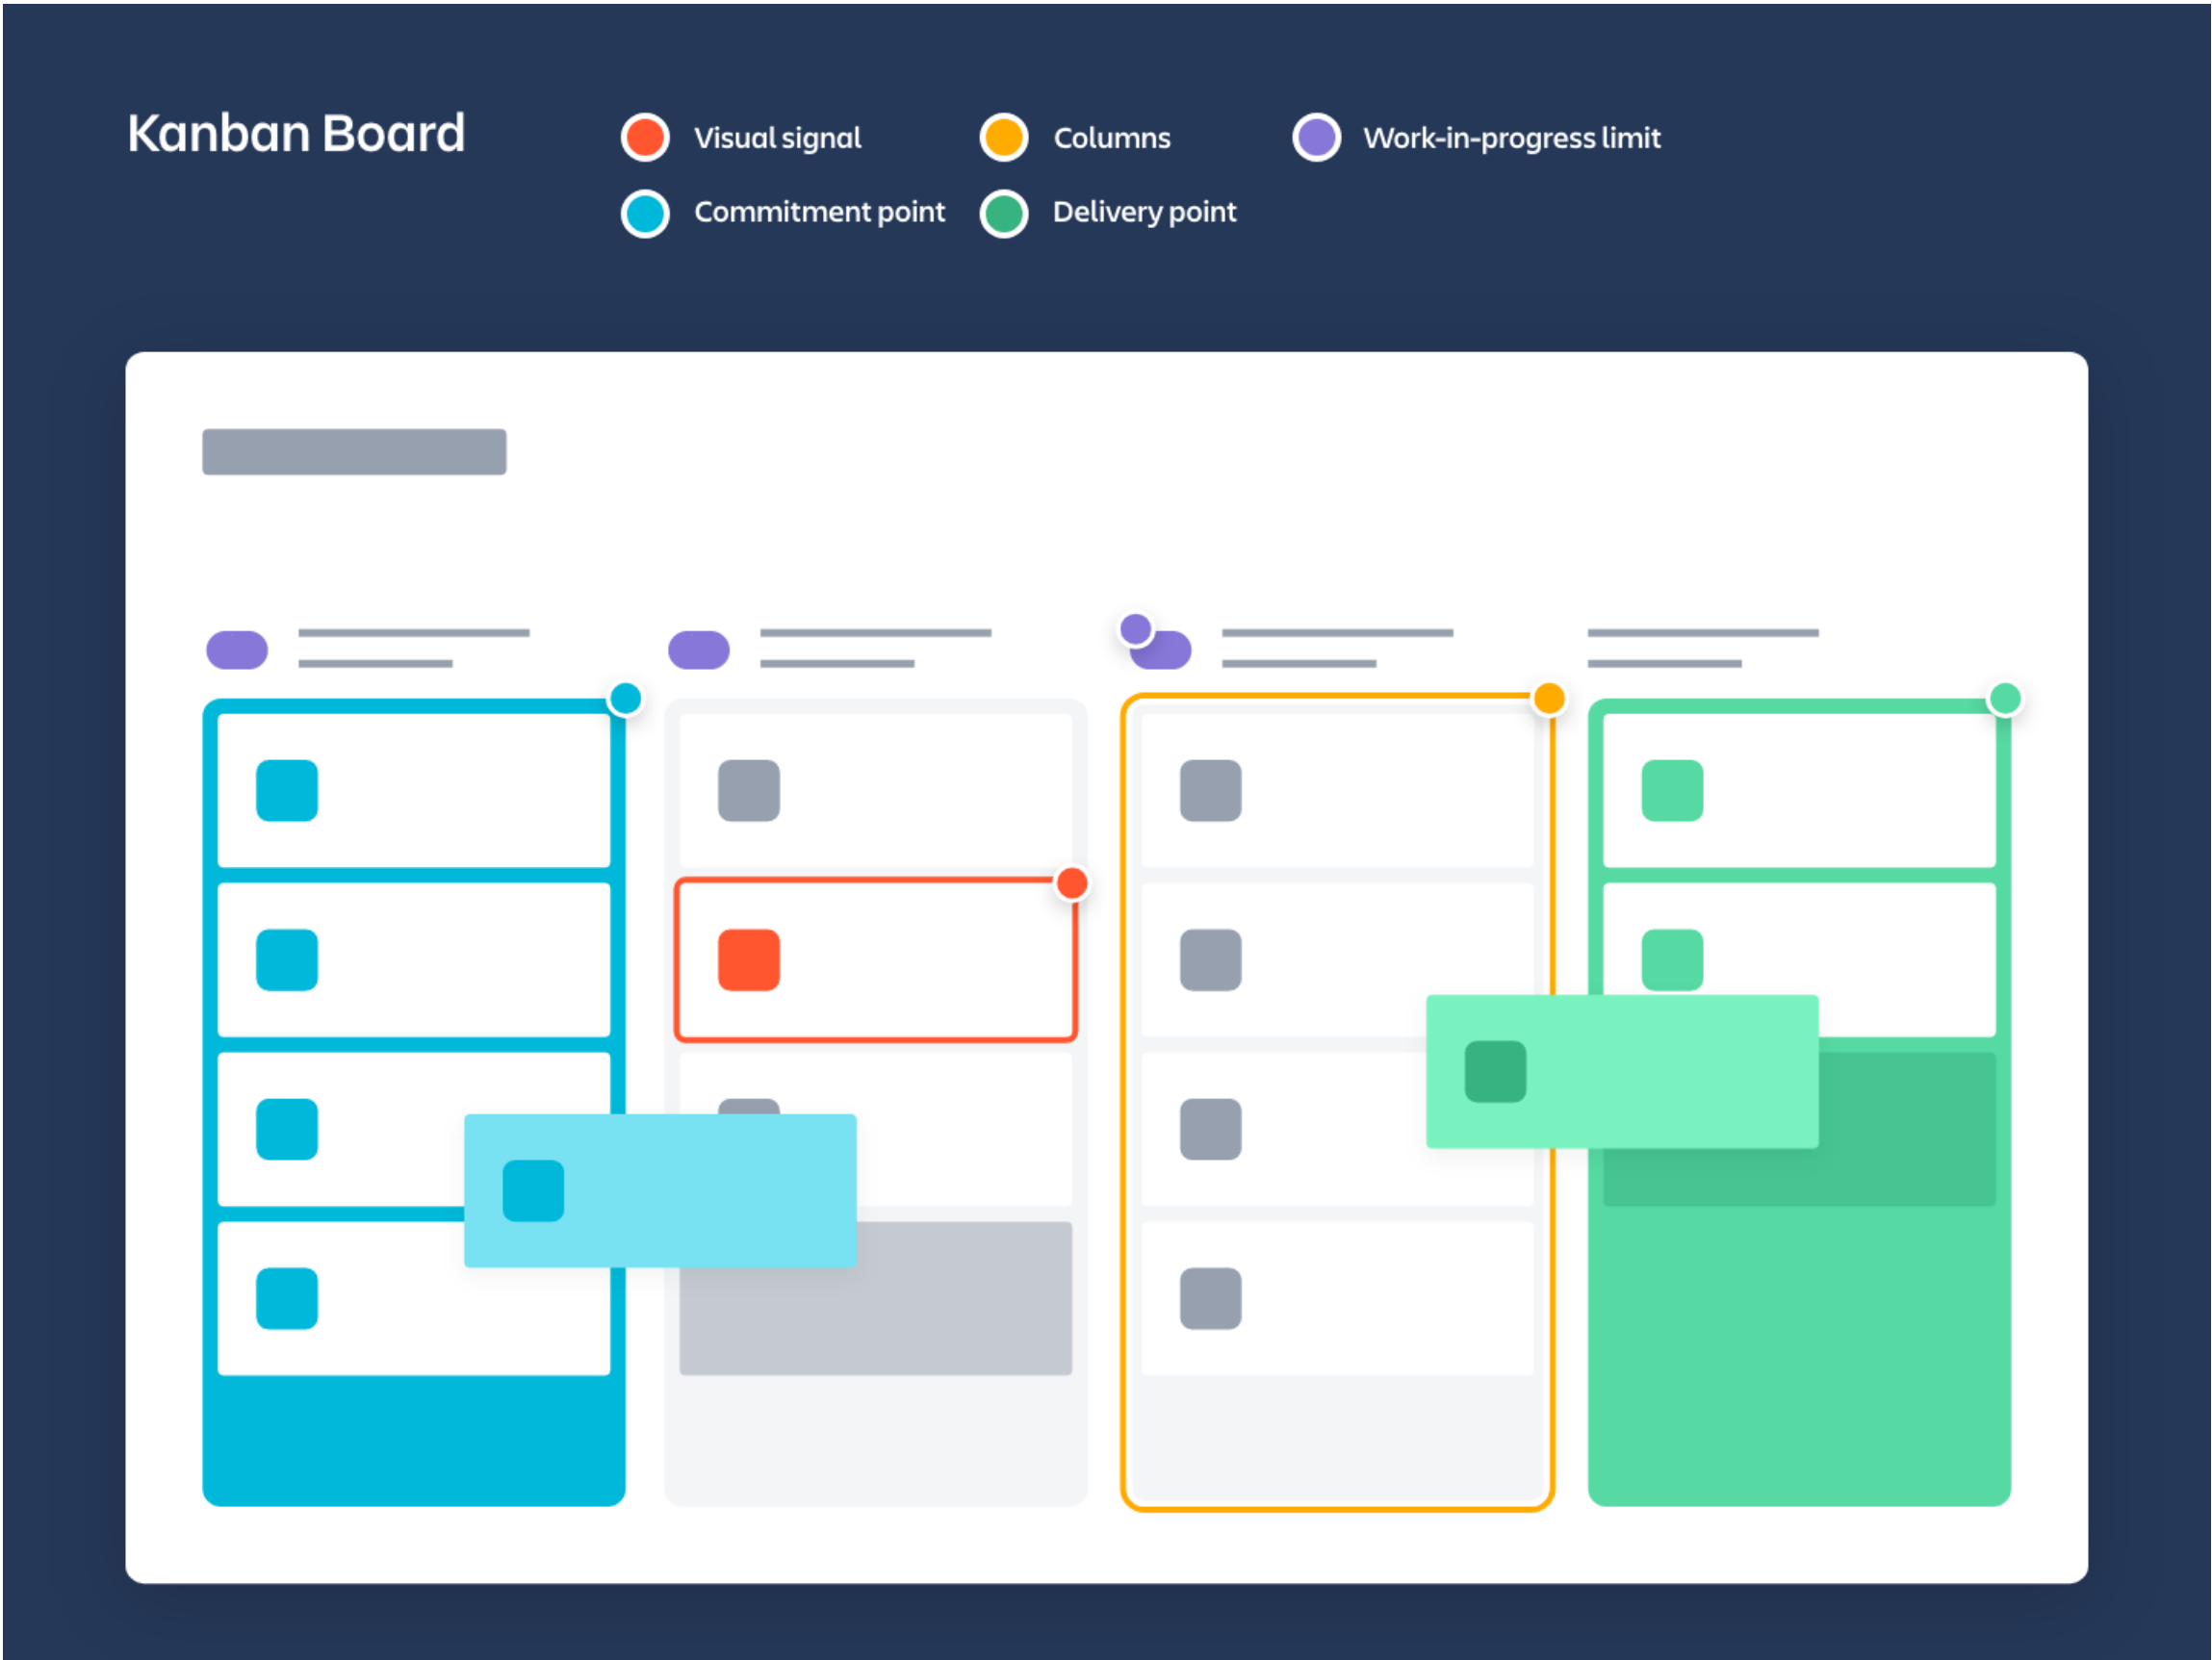 Kanban Board
Visual signal
Columns
Work-in-progress limit
Commitment point
Delivery point